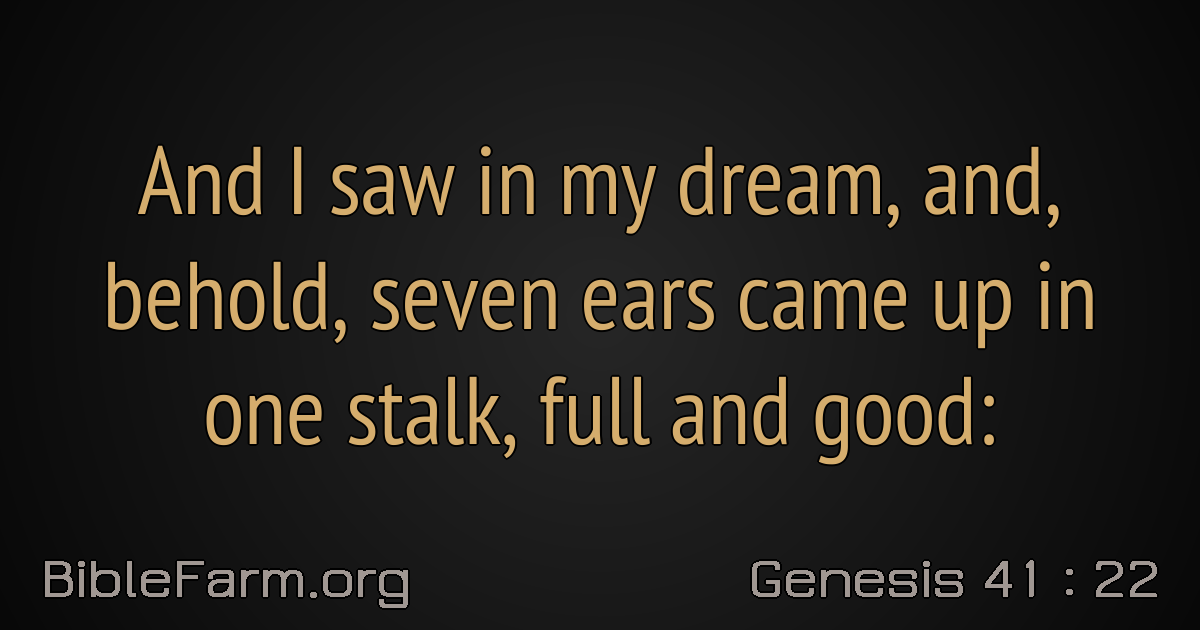 And I saw in my dream, and,
behold, seven ears came up in
one stalk, full and good:
BibleFarm.org
Genesis 41 : 22